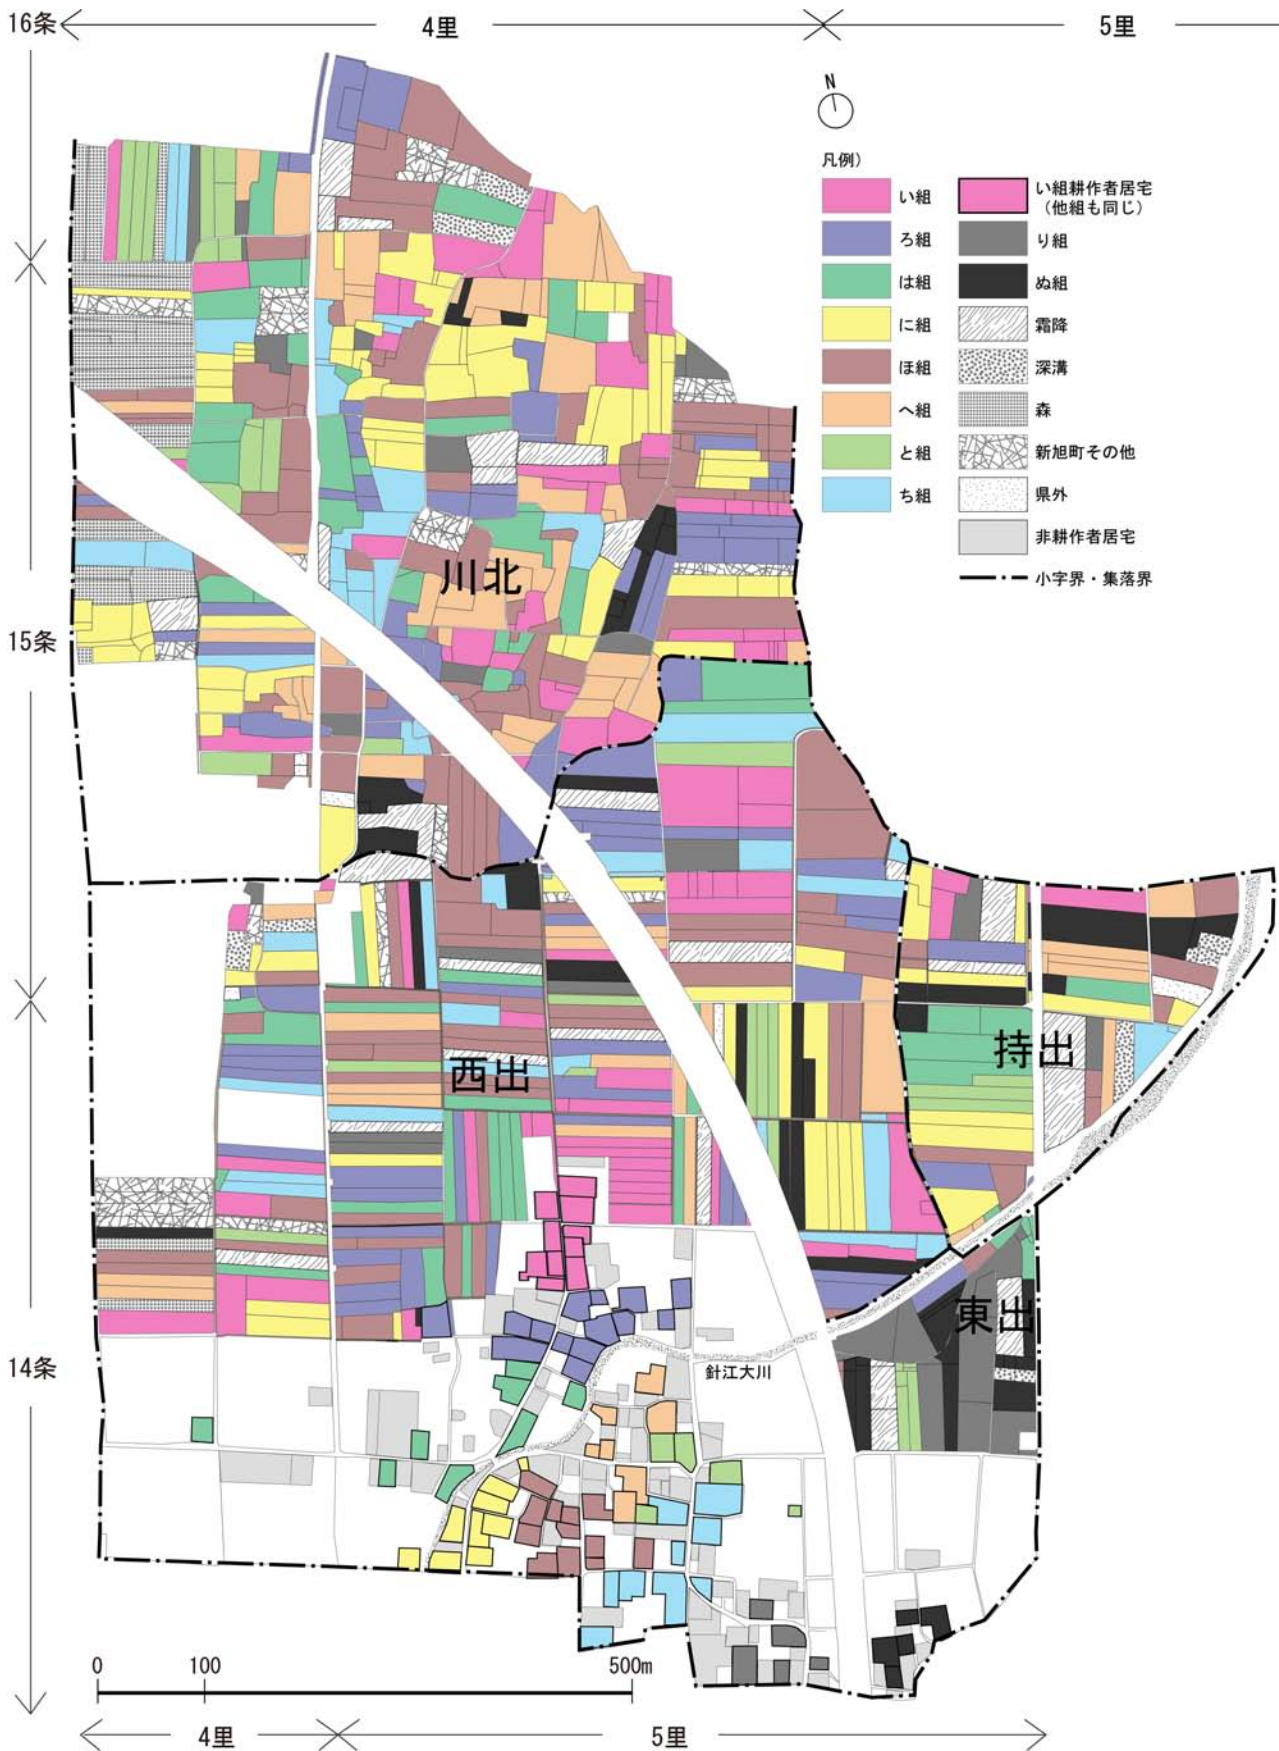 16条
4里
5里
N
凡例)
い組
ろ組
は組
に組
ほ組
へ組
と組
ち組
い組耕作者居宅
(他組も同じ)
り組
ぬ組
霜降
深溝
森
新旭町その他
県外
非耕作者居宅
小字界・集落界
川北
15条
持出
西出
東出
針江大川
14条
0
100
500m
4里
5里